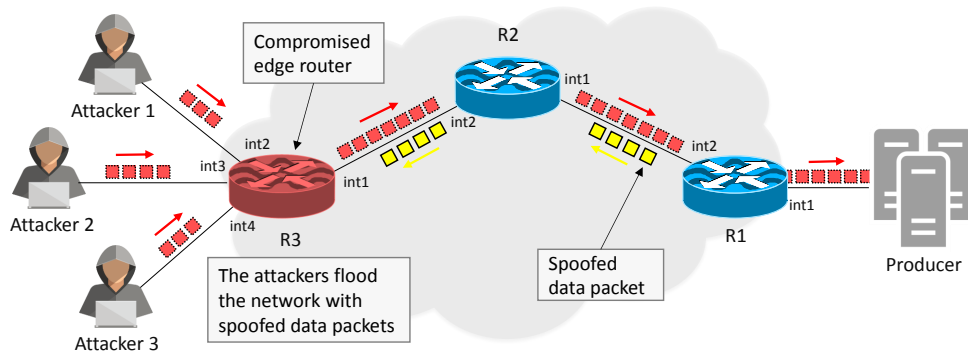 Attacker 1
Compromised
edge router
R2
int1
int2
int2
int3
Attacker 2
int1
int2
int4
R3
R1
int1
Producer
The attackers flood
the network with
spoofed data packets
Spoofed
data packet
Attacker 3